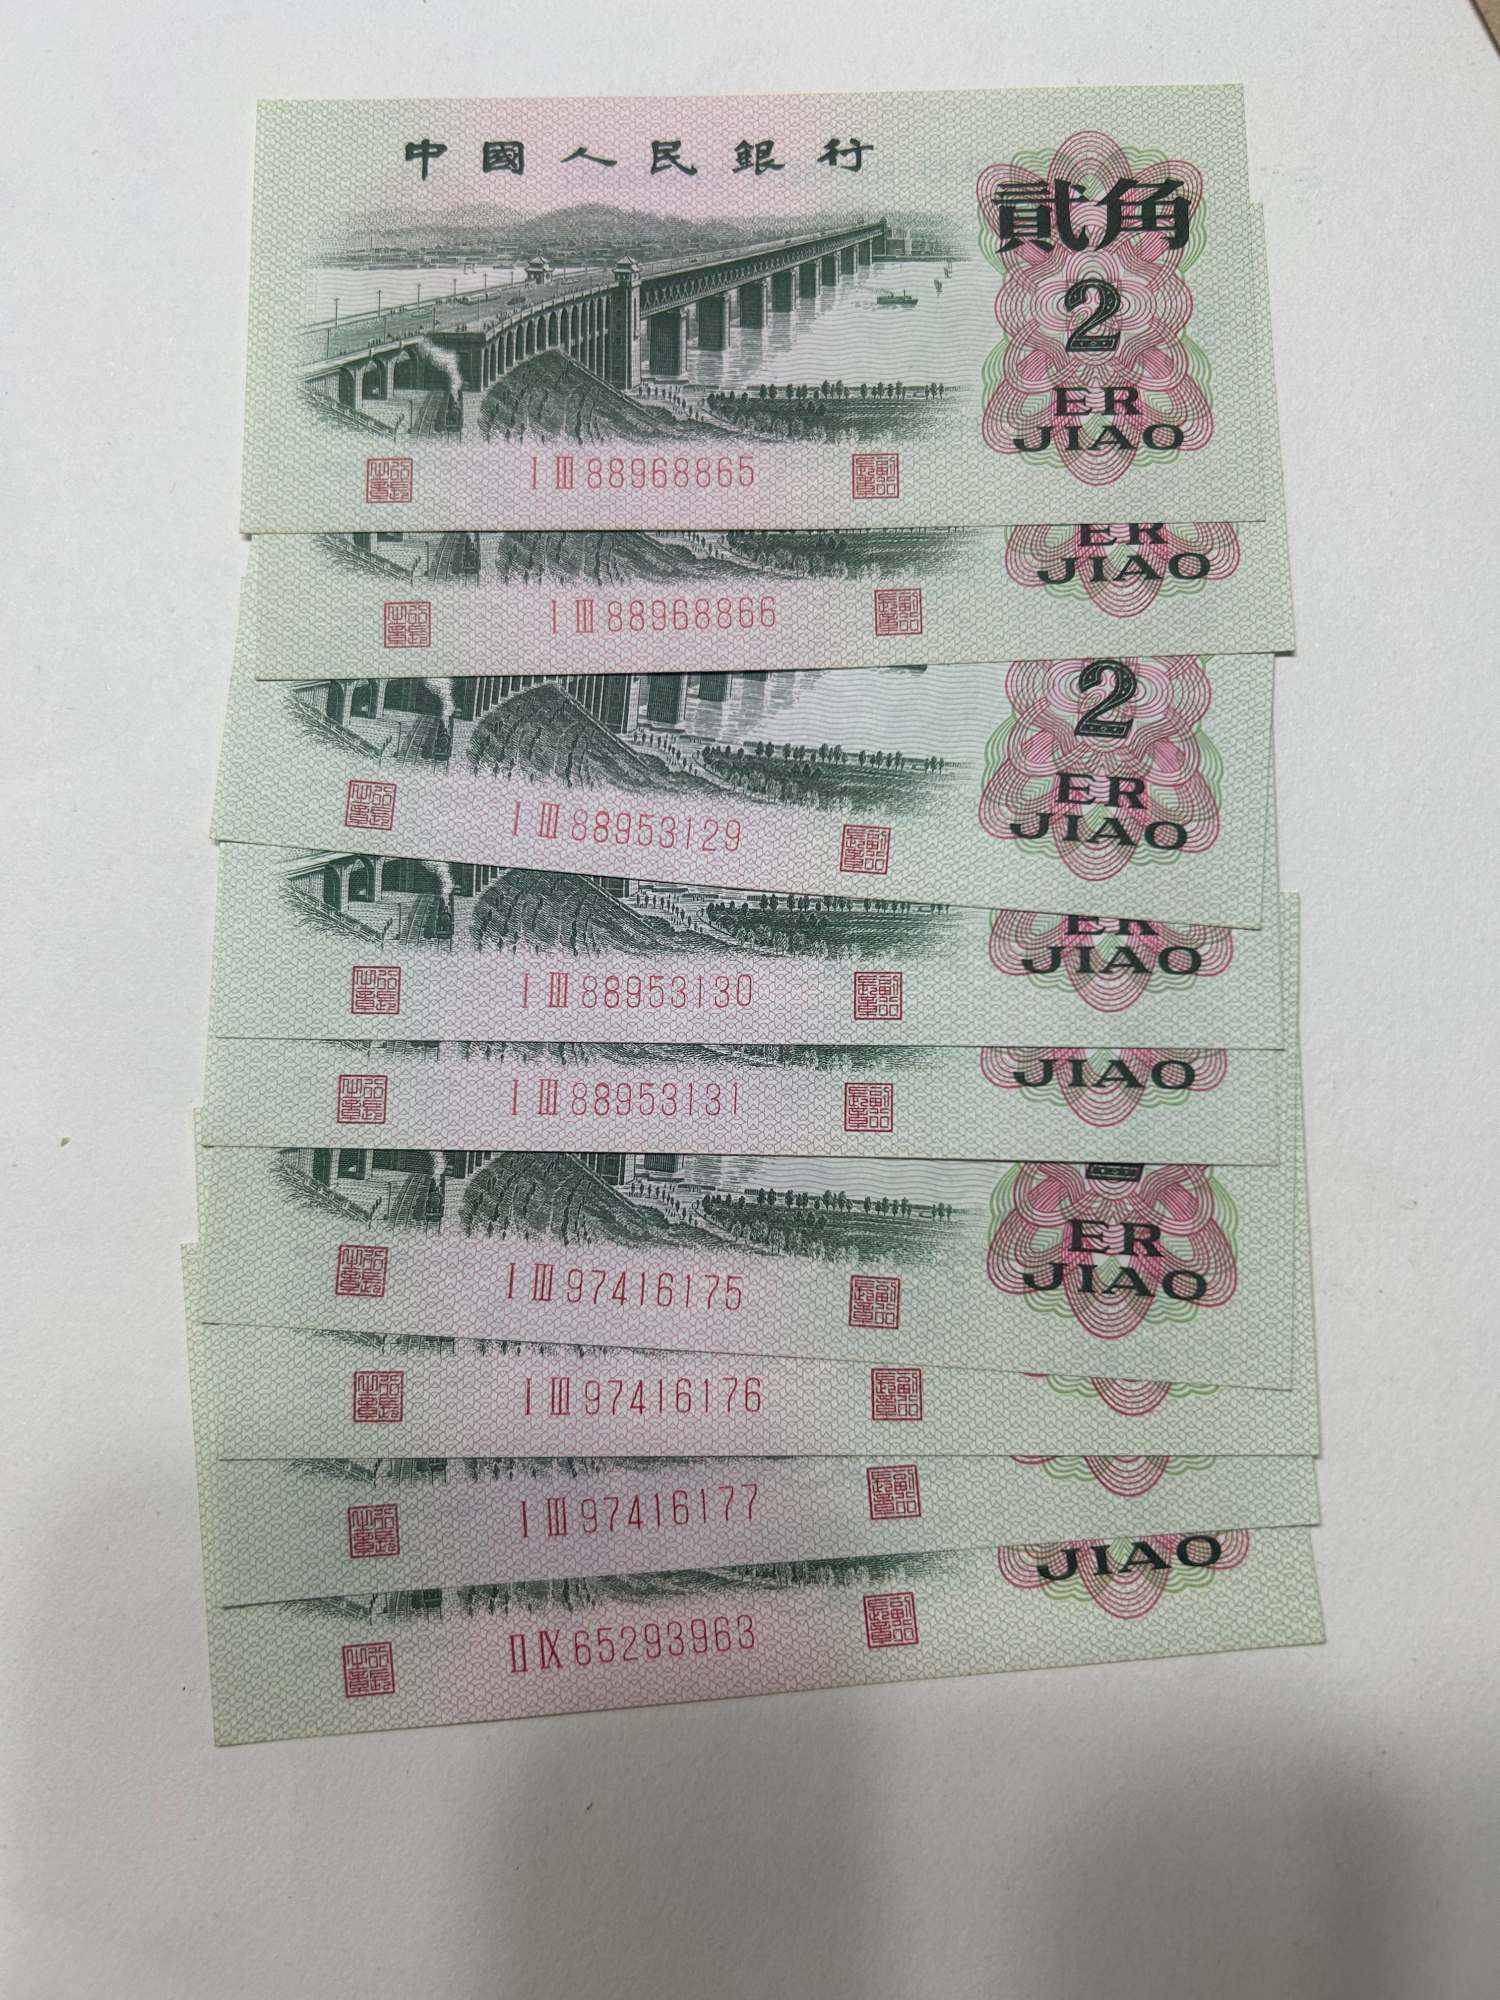 中國人民銀行
貳角
2
ER
JIAO
I III 88968865
ER
JIAO
I III 88968866
2
ER
JIAO
I III 88953129
ER
JIAO
I III 88953130
JIAO
I III 88953131
ER
JIAO
I III 97416175
I III 97416176
I III 97416177
JIAO
II IX 65293963